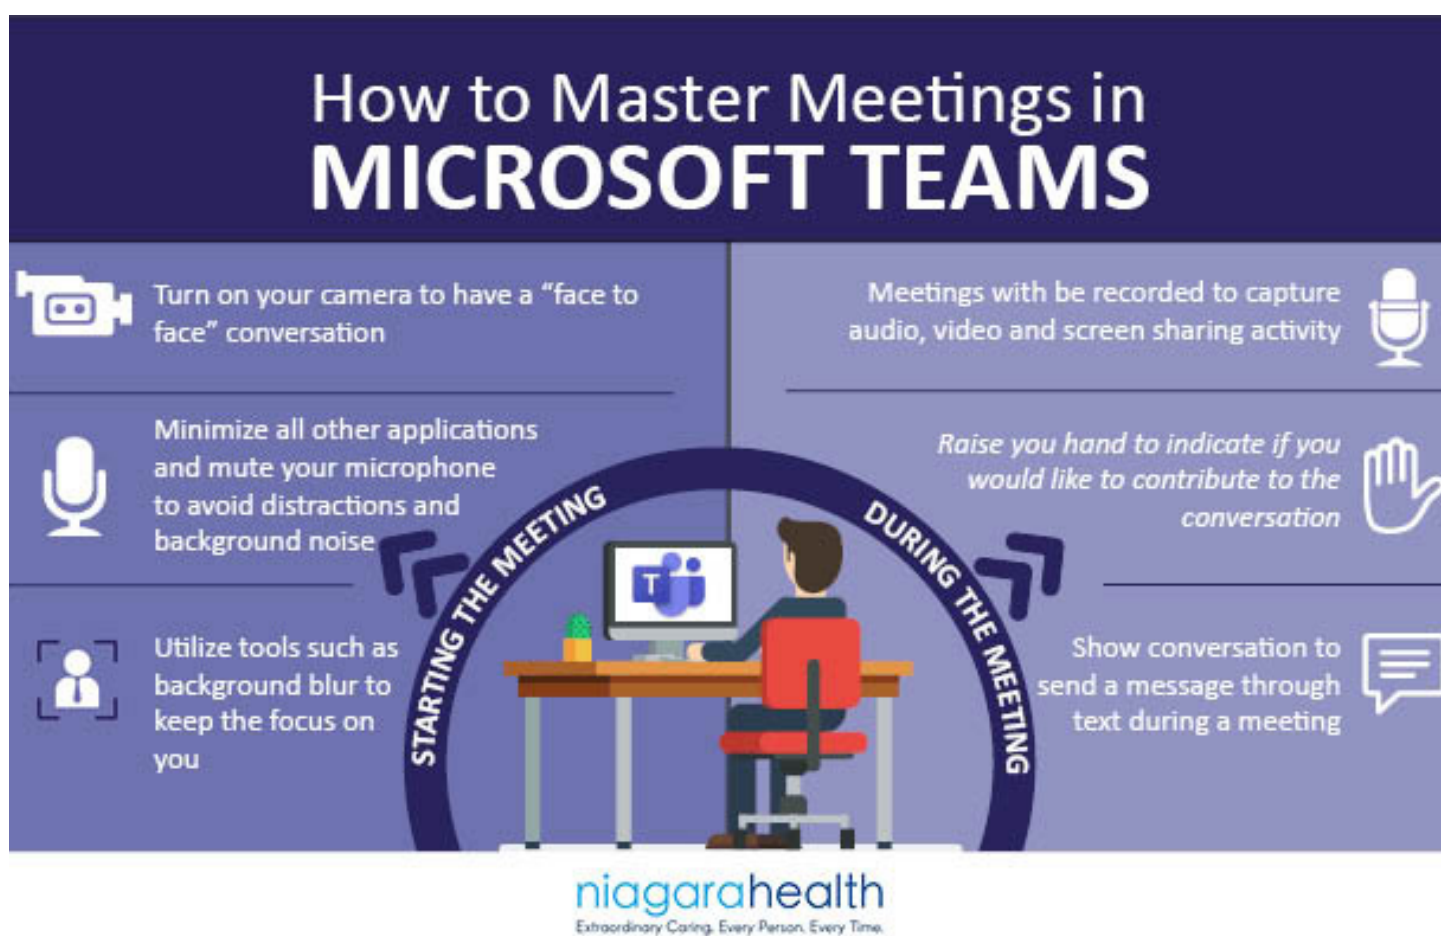 How to Master Meetings in
MICROSOFT TEAMS
Turn on your camera to have a “face to
face” conversation
Minimize all other applications
and mute your microphone
to avoid distractions and
background noise
Utilize tools such as
background blur to
keep the focus on
you
STARTING THE MEETING
T
DURING THE MEETING
Meetings with be recorded to capture
audio, video and screen sharing activity
Raise you hand to indicate if you
would like to contribute to the
conversation
Show conversation to
send a message through
text during a meeting
niagarahealth
Extraordinary Caring. Every Person. Every Time.